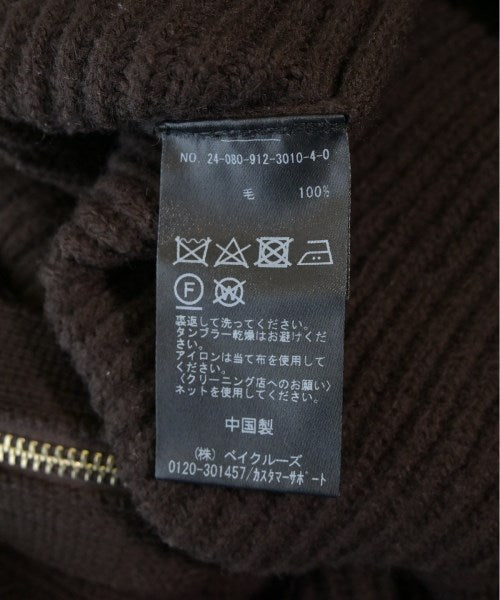 NO. 24-080-912-3010-4-0
毛 100%
F W
裏返して洗ってください。
タンブラー乾燥はお避けくださ
い。
アイロンは当て布を使用して
ください。
〈クリーニング店へのお願い〉
ネットを使用してください。
中国製
(株) ベイクルーズ
0120-301457/ｶｽﾀﾏｰｻﾎﾟｰﾄ